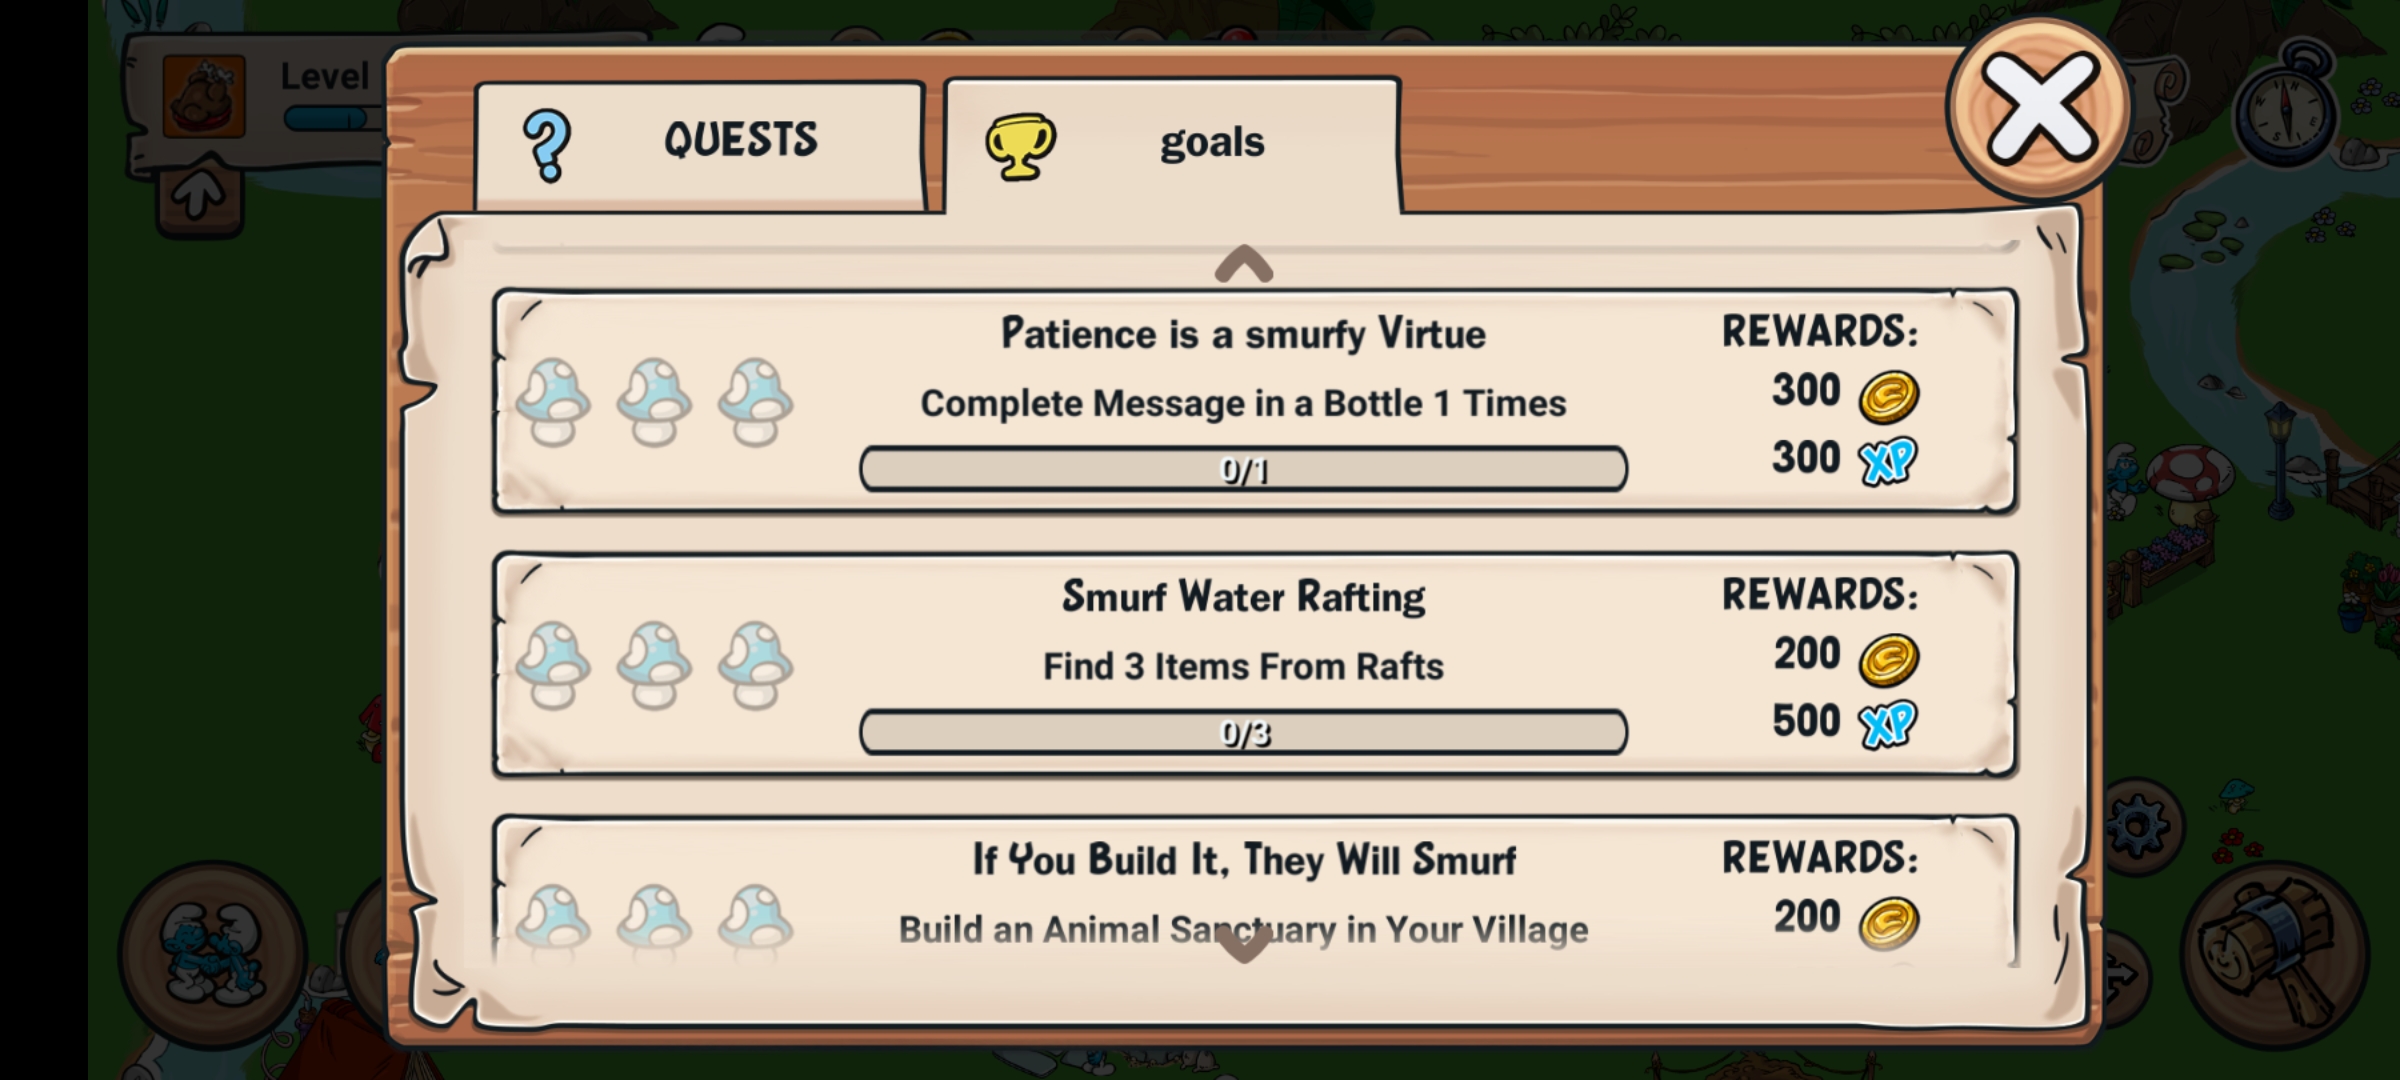 Level
QUESTS
goals
Patience is a smurfy Virtue
Complete Message in a Bottle 1 Times
0/1
REWARDS:
300
300 XP
Smurf Water Rafting
Find 3 Items From Rafts
0/3
REWARDS:
200
500 XP
If You Build It, They Will Smurf
Build an Animal Sanctuary in Your Village
REWARDS:
200